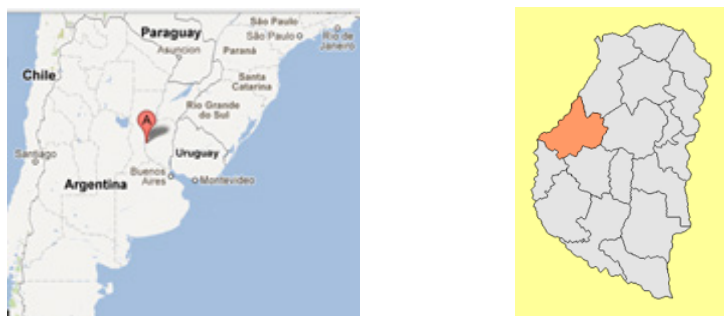 Paraguay
São Paulo
São Paulo
Rio de
Janeiro
Asuncion
Paraná
Chile
Santa
Catarina
Rio Grande
do Sul
A
Santiago
Uruguay
Buenos
Aires
Montevideo
Argentina